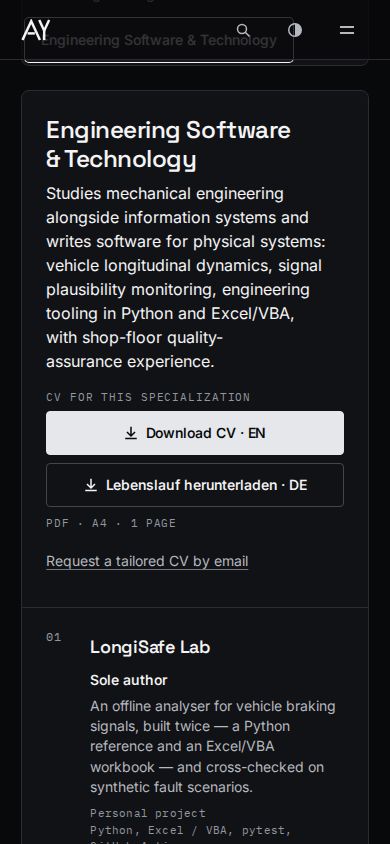 AY
Engineering Software & Technology
Engineering Software
& Technology
Studies mechanical engineering
alongside information systems and
writes software for physical systems:
vehicle longitudinal dynamics, signal
plausibility monitoring, engineering
tooling in Python and Excel/VBA,
with shop-floor quality-
assurance experience.
CV FOR THIS SPECIALIZATION
Download CV · EN
Lebenslauf herunterladen · DE
PDF · A4 · 1 PAGE
Request a tailored CV by email
01
LongiSafe Lab
Sole author
An offline analyser for vehicle braking
signals, built twice — a Python
reference and an Excel/VBA
workbook — and cross-checked on
synthetic fault scenarios.
Personal project
Python, Excel / VBA, pytest,